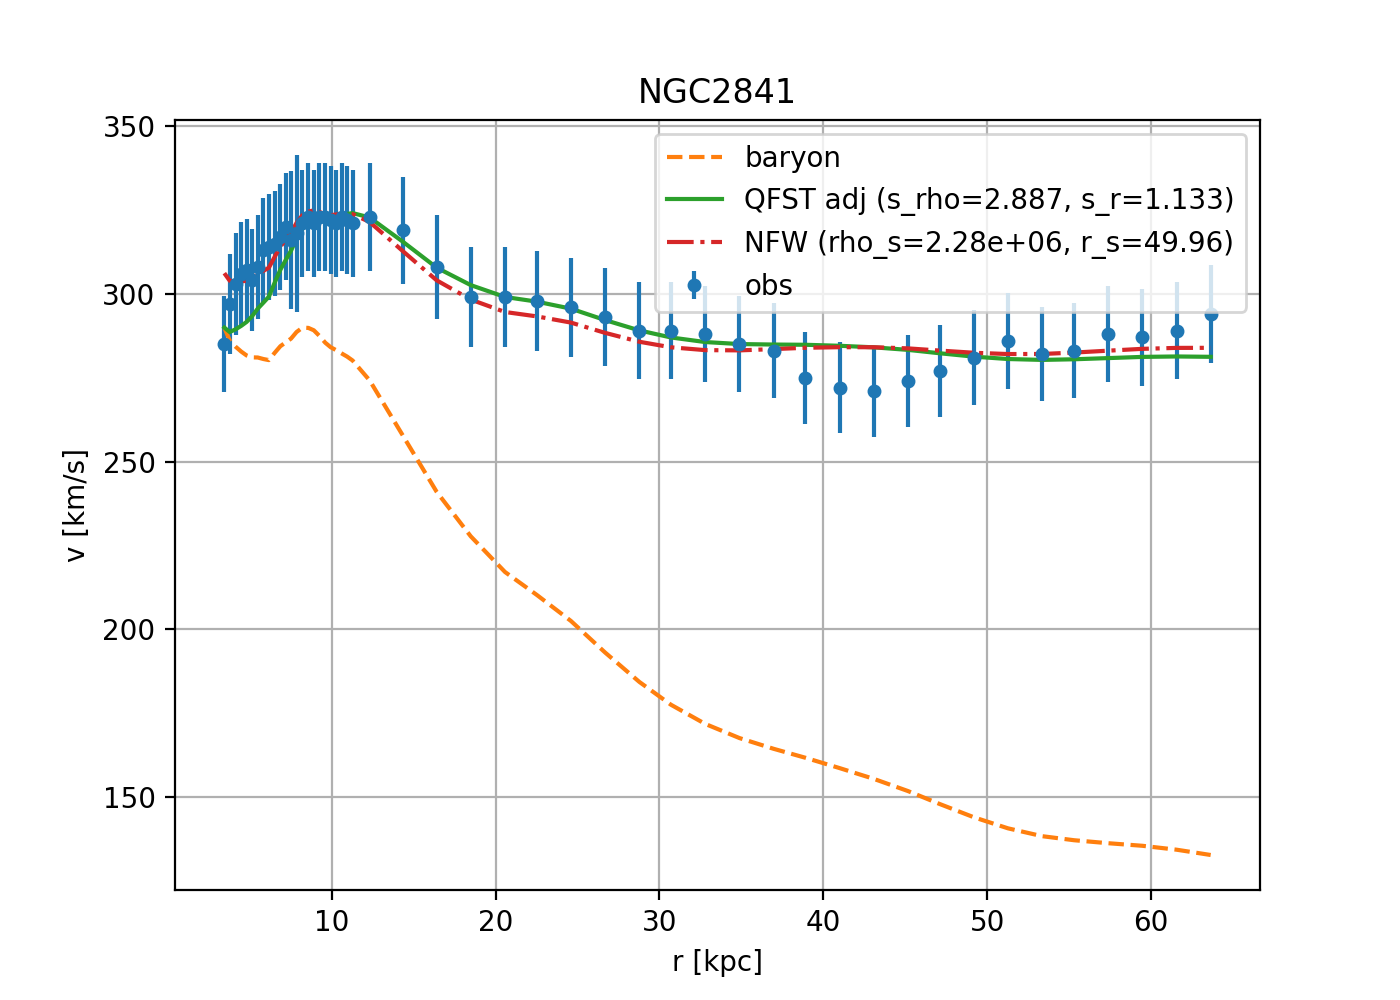 NGC2841
350
300
250
200
150
v [km/s]
baryon
QFST adj (s_rho=2.887, s_r=1.133)
NFW (rho_s=2.28e+06, r_s=49.96)
obs
10 20 30 40 50 60
r [kpc]